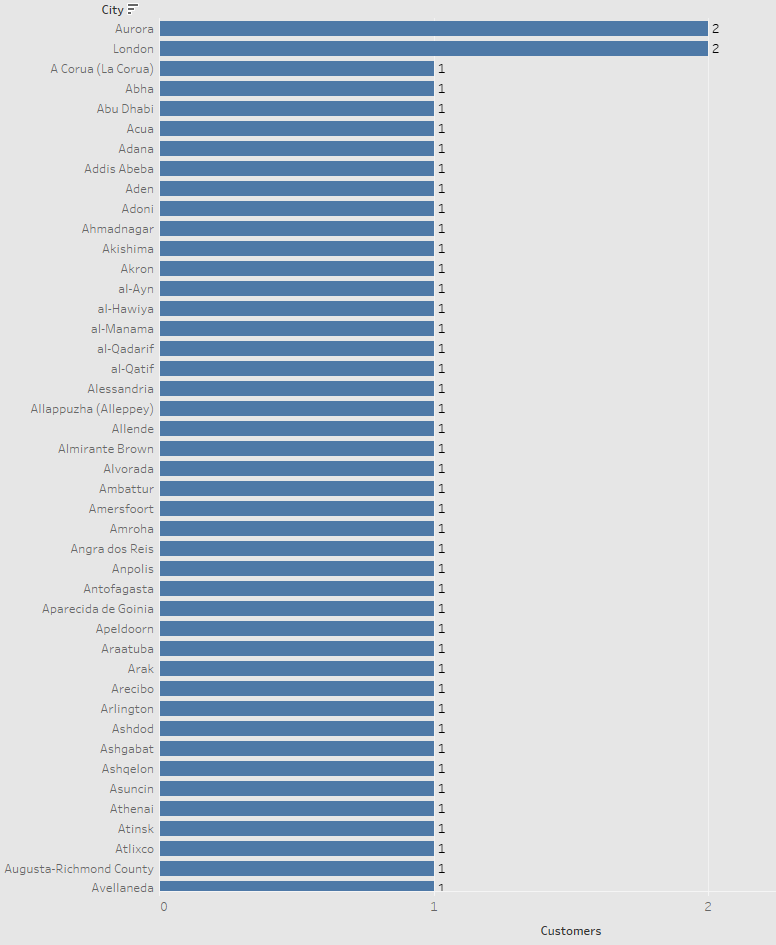 City
Aurora 2
London 2
A Corua (La Corua) 1
Abha 1
Abu Dhabi 1
Acua 1
Adana 1
Addis Abeba 1
Aden 1
Adoni 1
Ahmadnagar 1
Akishima 1
Akron 1
al-Ayn 1
al-Hawiya 1
al-Manama 1
al-Qadarif 1
al-Qatif 1
Alessandria 1
Allappuzha (Alleppey) 1
Allende 1
Almirante Brown 1
Alvorada 1
Ambattur 1
Amersfoort 1
Amroha 1
Angra dos Reis 1
Anpolis 1
Antofagasta 1
Aparecida de Goinia 1
Apeldoorn 1
Araatuba 1
Arak 1
Arecibo 1
Arlington 1
Ashdod 1
Ashgabat 1
Ashqelon 1
Asuncin 1
Athenai 1
Atinsk 1
Atlixco 1
Augusta-Richmond County 1
Avellaneda 1
0 1 2
Customers